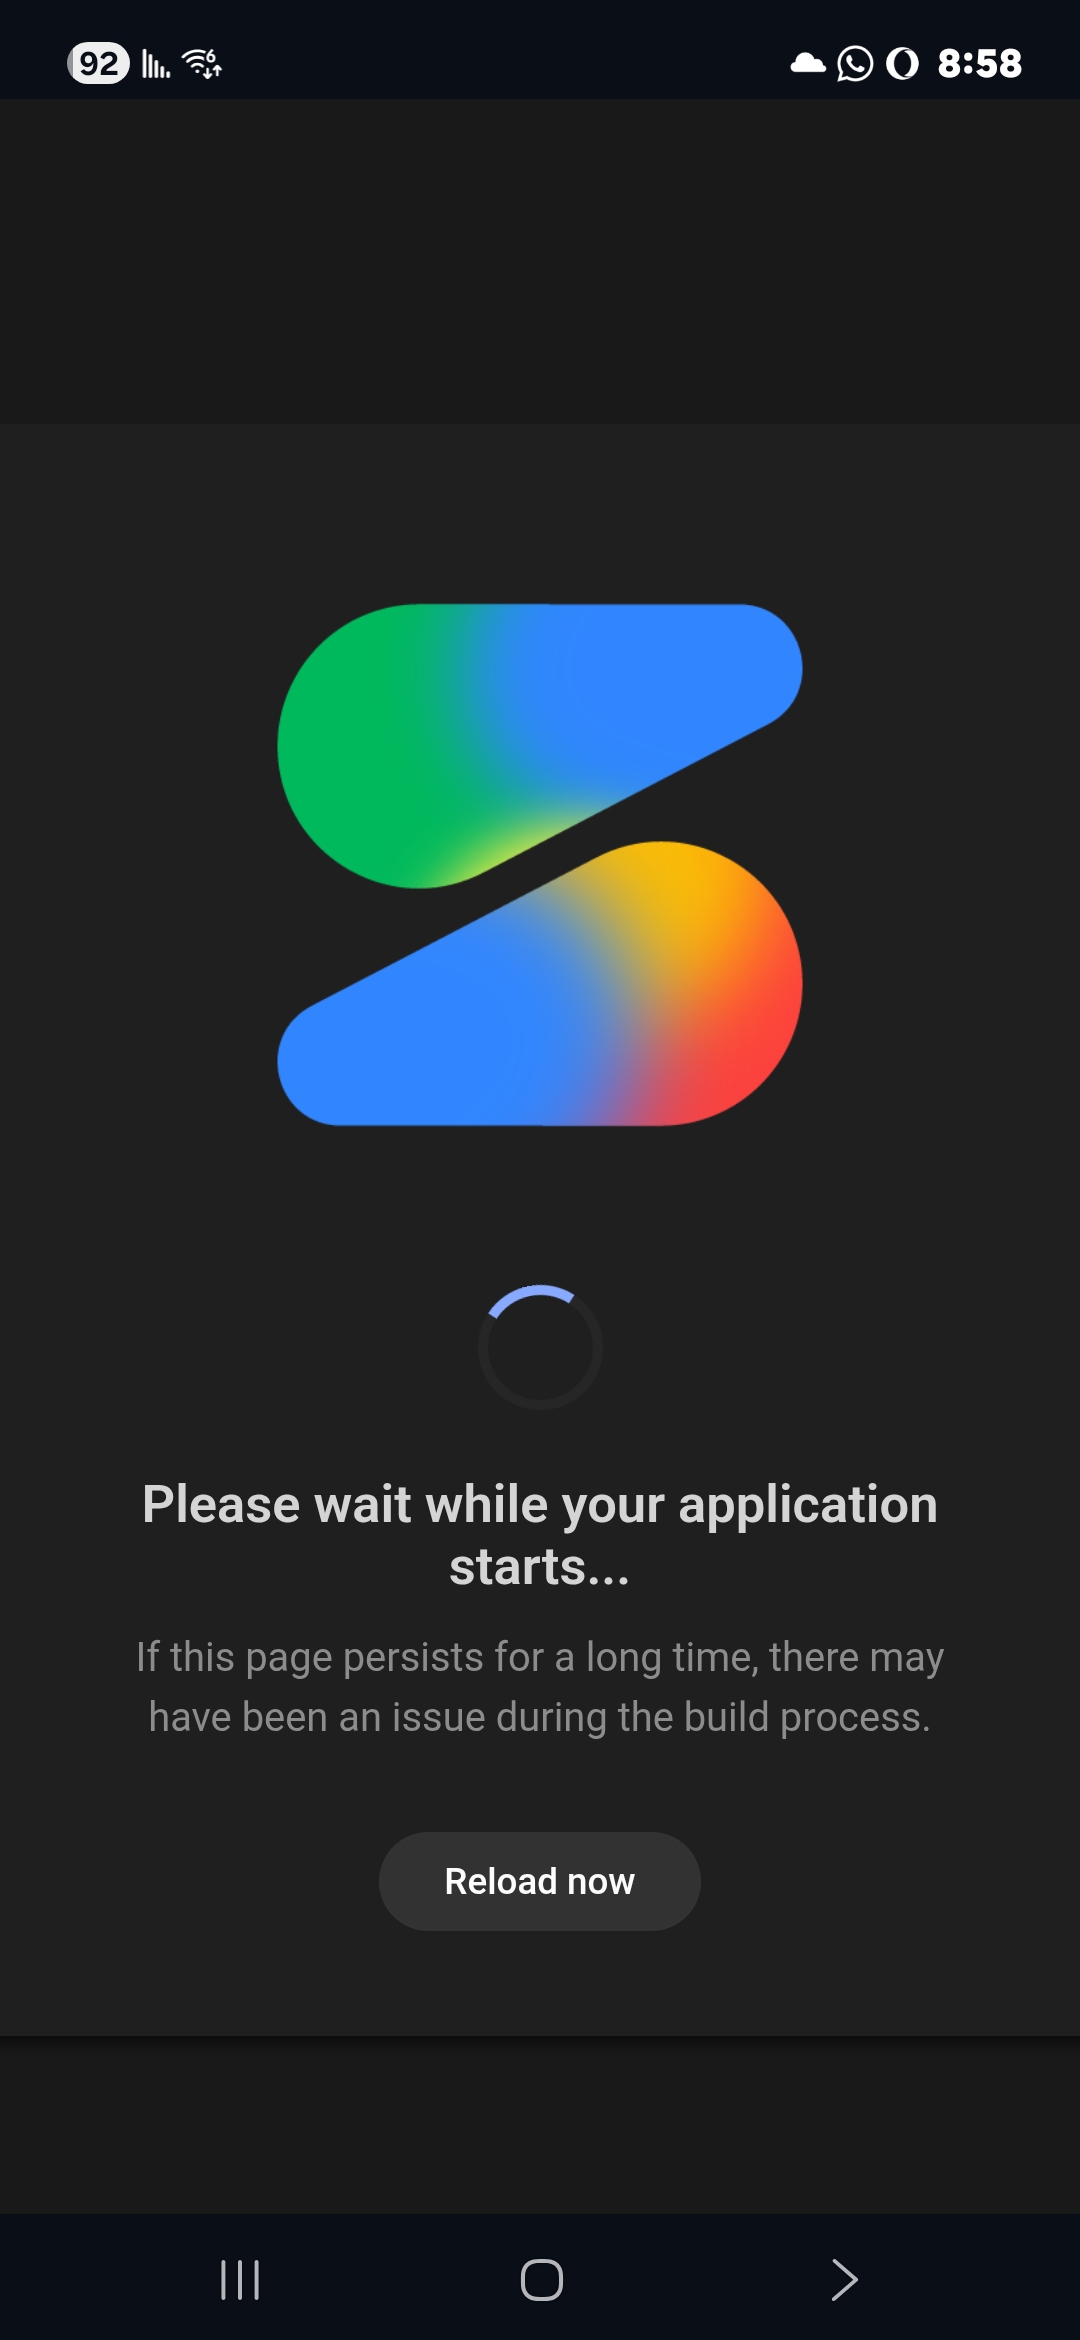 92
6
8:58
Please wait while your application
starts...
If this page persists for a long time, there may
have been an issue during the build process.
Reload now